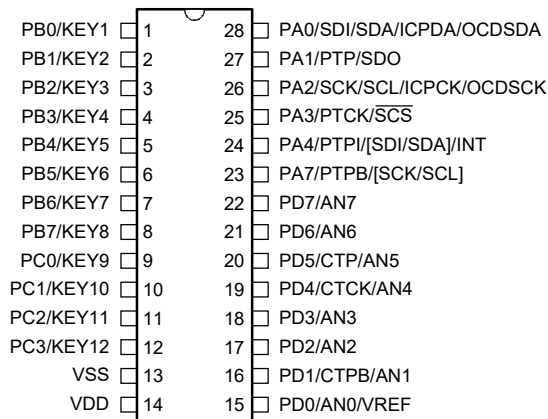 PB0/KEY1 1 28 PA0/SDI/SDA/ICPDA/OCDSDA
PB1/KEY2 2 27 PA1/PTP/SDO
PB2/KEY3 3 26 PA2/SCK/SCL/ICPCK/OCDSCK
PB3/KEY4 4 25 PA3/PTCK/SCS
PB4/KEY5 5 24 PA4/PTPI/[SDI/SDA]/INT
PB5/KEY6 6 23 PA7/PTPB/[SCK/SCL]
PB6/KEY7 7 22 PD7/AN7
PB7/KEY8 8 21 PD6/AN6
PC0/KEY9 9 20 PD5/CTP/AN5
PC1/KEY10 10 19 PD4/CTCK/AN4
PC2/KEY11 11 18 PD3/AN3
PC3/KEY12 12 17 PD2/AN2
VSS 13 16 PD1/CTPB/AN1
VDD 14 15 PD0/AN0/VREF